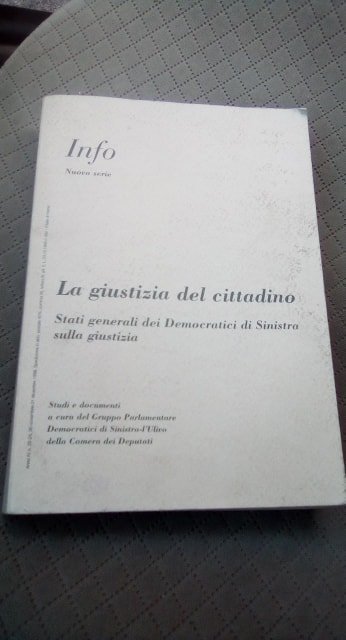 Info
Nuova serie
La giustizia del cittadino
Stati generali dei Democratici di Sinistra
sulla giustizia
Studi e documenti
a cura del Gruppo Parlamentare
Democratici di Sinistra-l'Ulivo
della Camera dei Deputati